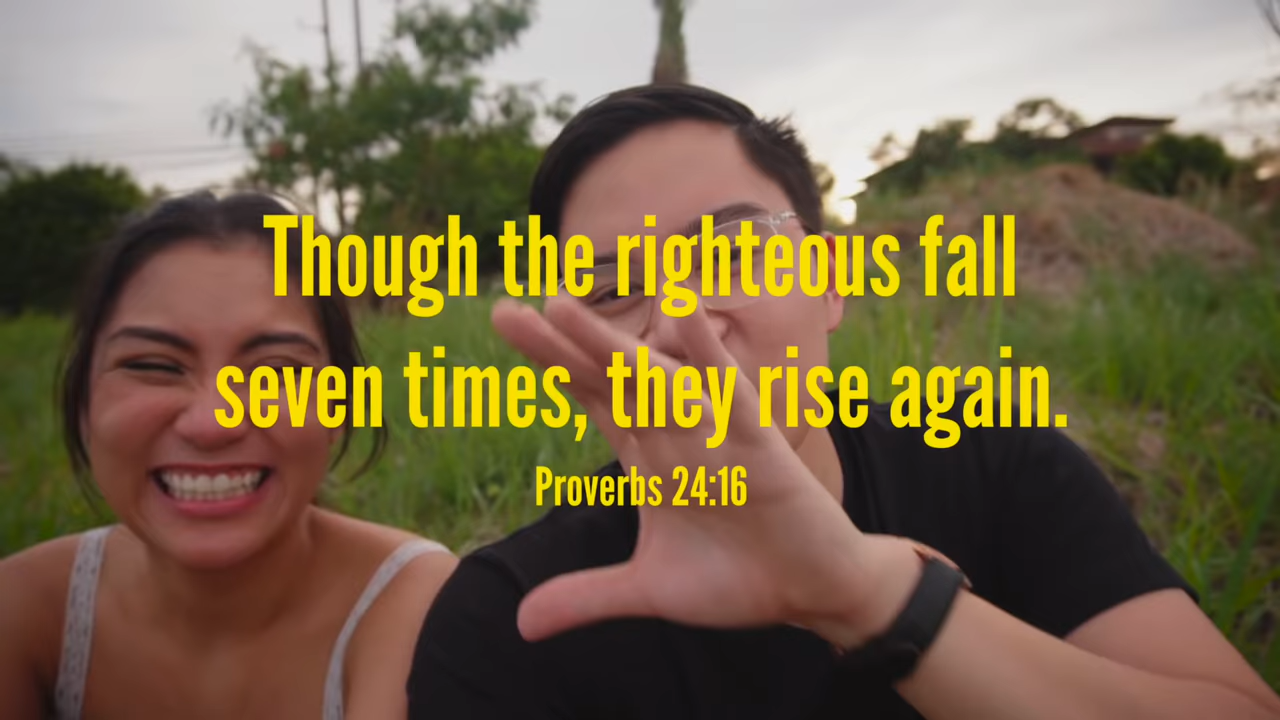 Though the righteous fall
seven times, they rise again.
Proverbs 24:16